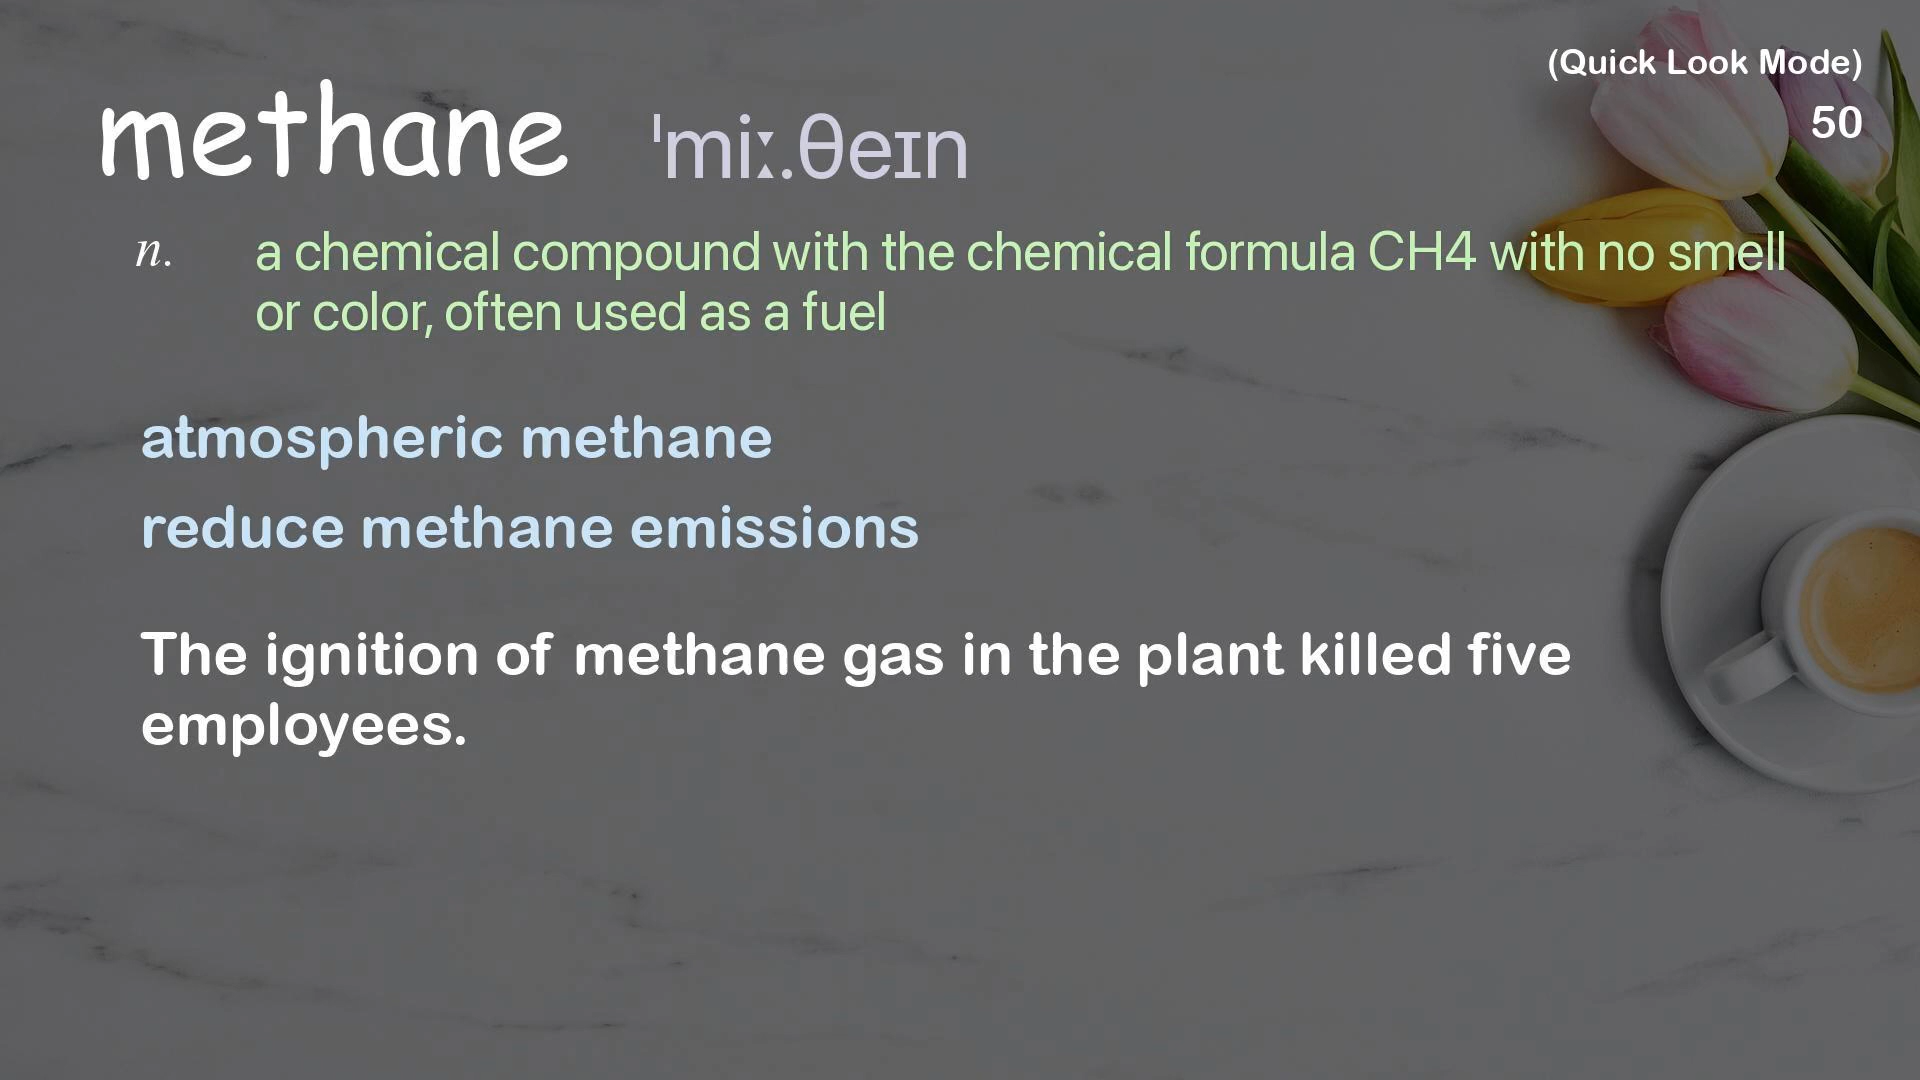 (Quick Look Mode)
50
methane ˈmiː.θeɪn
n. a chemical compound with the chemical formula CH4 with no smell
or color, often used as a fuel
atmospheric methane
reduce methane emissions
The ignition of methane gas in the plant killed five
employees.